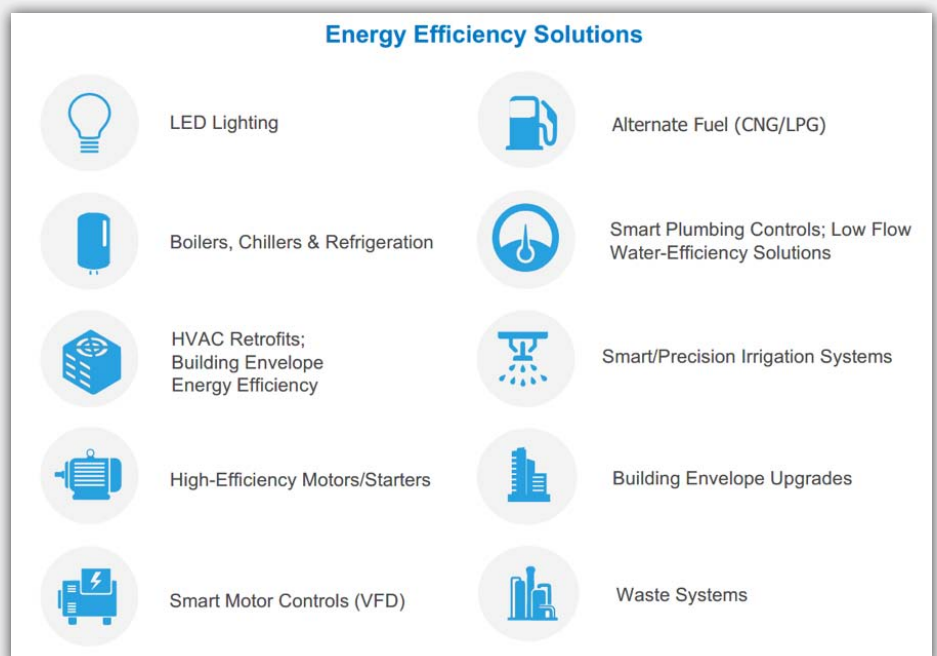 Energy Efficiency Solutions
LED Lighting
Boilers, Chillers & Refrigeration
HVAC Retrofits;
Building Envelope
Energy Efficiency
High-Efficiency Motors/Starters
Smart Motor Controls (VFD)
Alternate Fuel (CNG/LPG)
Smart Plumbing Controls; Low Flow
Water-Efficiency Solutions
Smart/Precision Irrigation Systems
Building Envelope Upgrades
Waste Systems